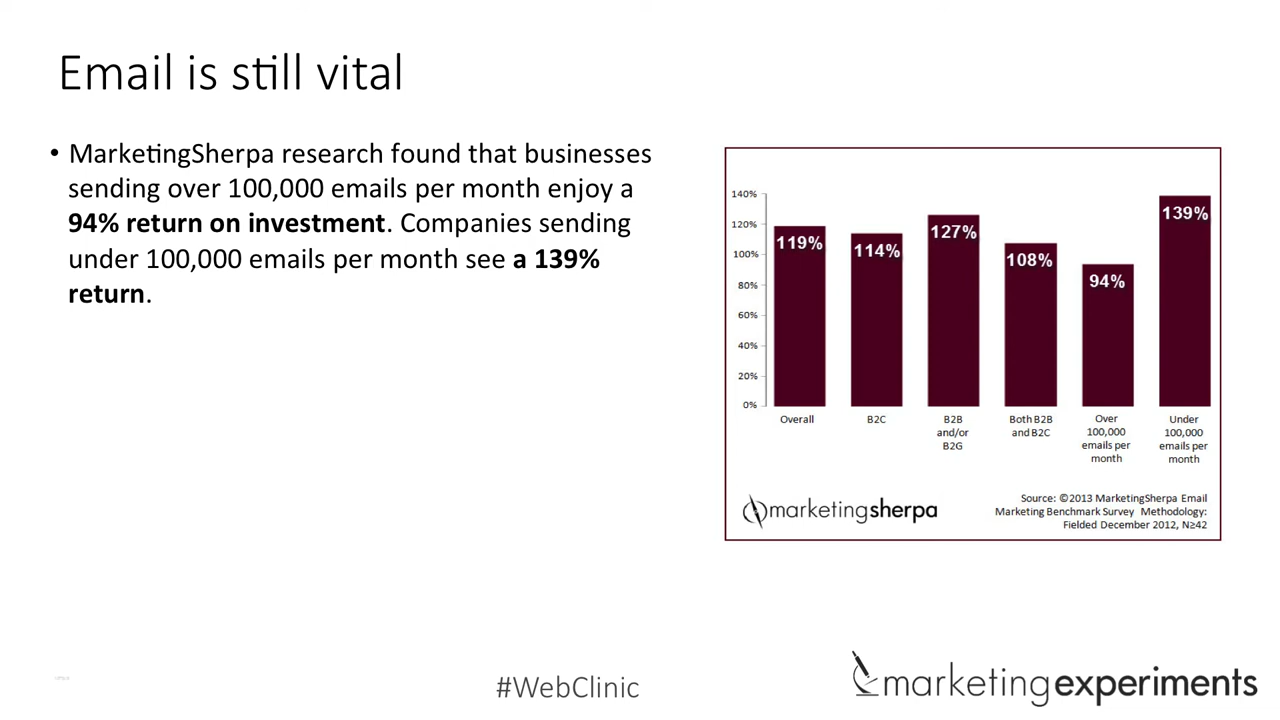 Email is still vital
• MarketingSherpa research found that businesses
sending over 100,000 emails per month enjoy a
94% return on investment. Companies sending
under 100,000 emails per month see a 139%
return.
140%
120%
100%
80%
60%
40%
20%
0%
119%
114%
127%
108%
94%
139%
Overall
B2C
B2B
and/or
B2G
Both B2B
and B2C
Over
100,000
emails per
month
Under
100,000
emails per
month
marketingsherpa
Source: ©2013 MarketingSherpa Email
Marketing Benchmark Survey Methodology:
Fielded December 2012, N≥42
#WebClinic
marketingexperiments